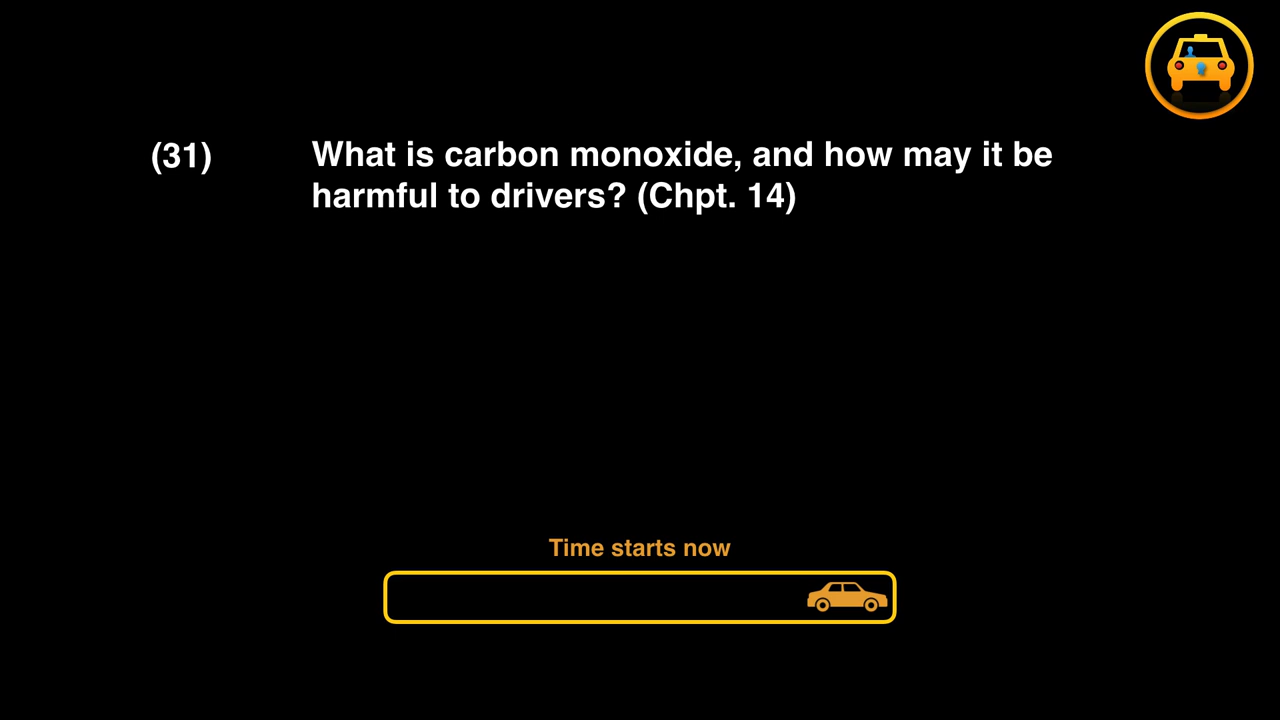 (31) What is carbon monoxide, and how may it be
harmful to drivers? (Chpt. 14)
Time starts now